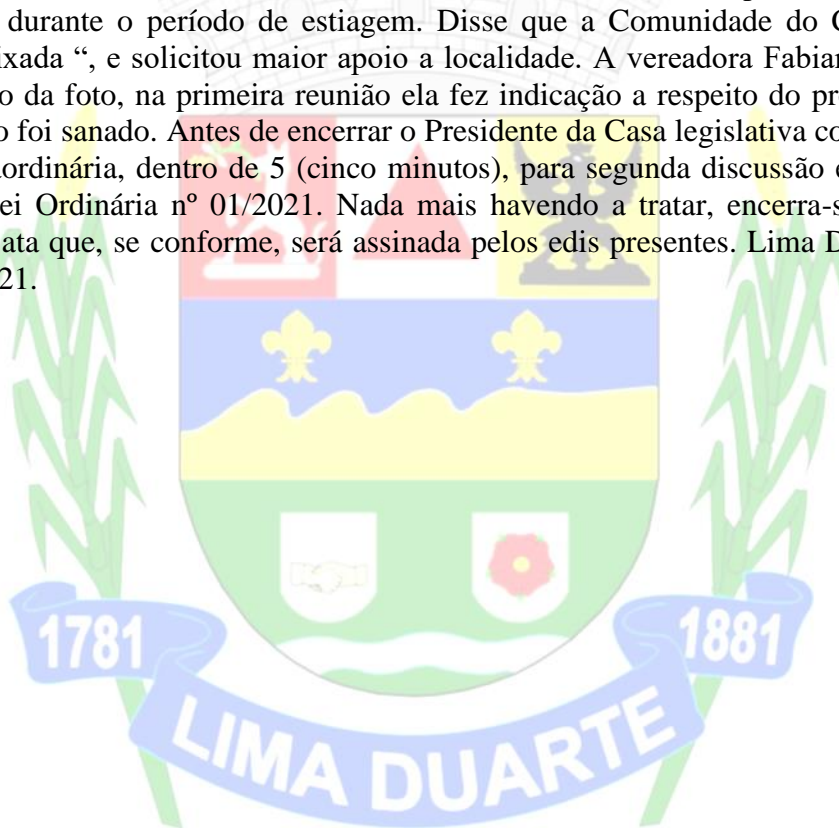 durante o período de estiagem. Disse que a Comunidade do
ixada “, e solicitou maior apoio a localidade. A vereadora Fabian
o da foto, na primeira reunião ela fez indicação a respeito do pr
o foi sanado. Antes de encerrar o Presidente da Casa legislativa co
aordinária, dentro de 5 (cinco minutos), para segunda discussão
ei Ordinária nº 01/2021. Nada mais havendo a tratar, encerra-s
ata que, se conforme, será assinada pelos edis presentes. Lima D
21.
1781
1881
LIMA DUARTE